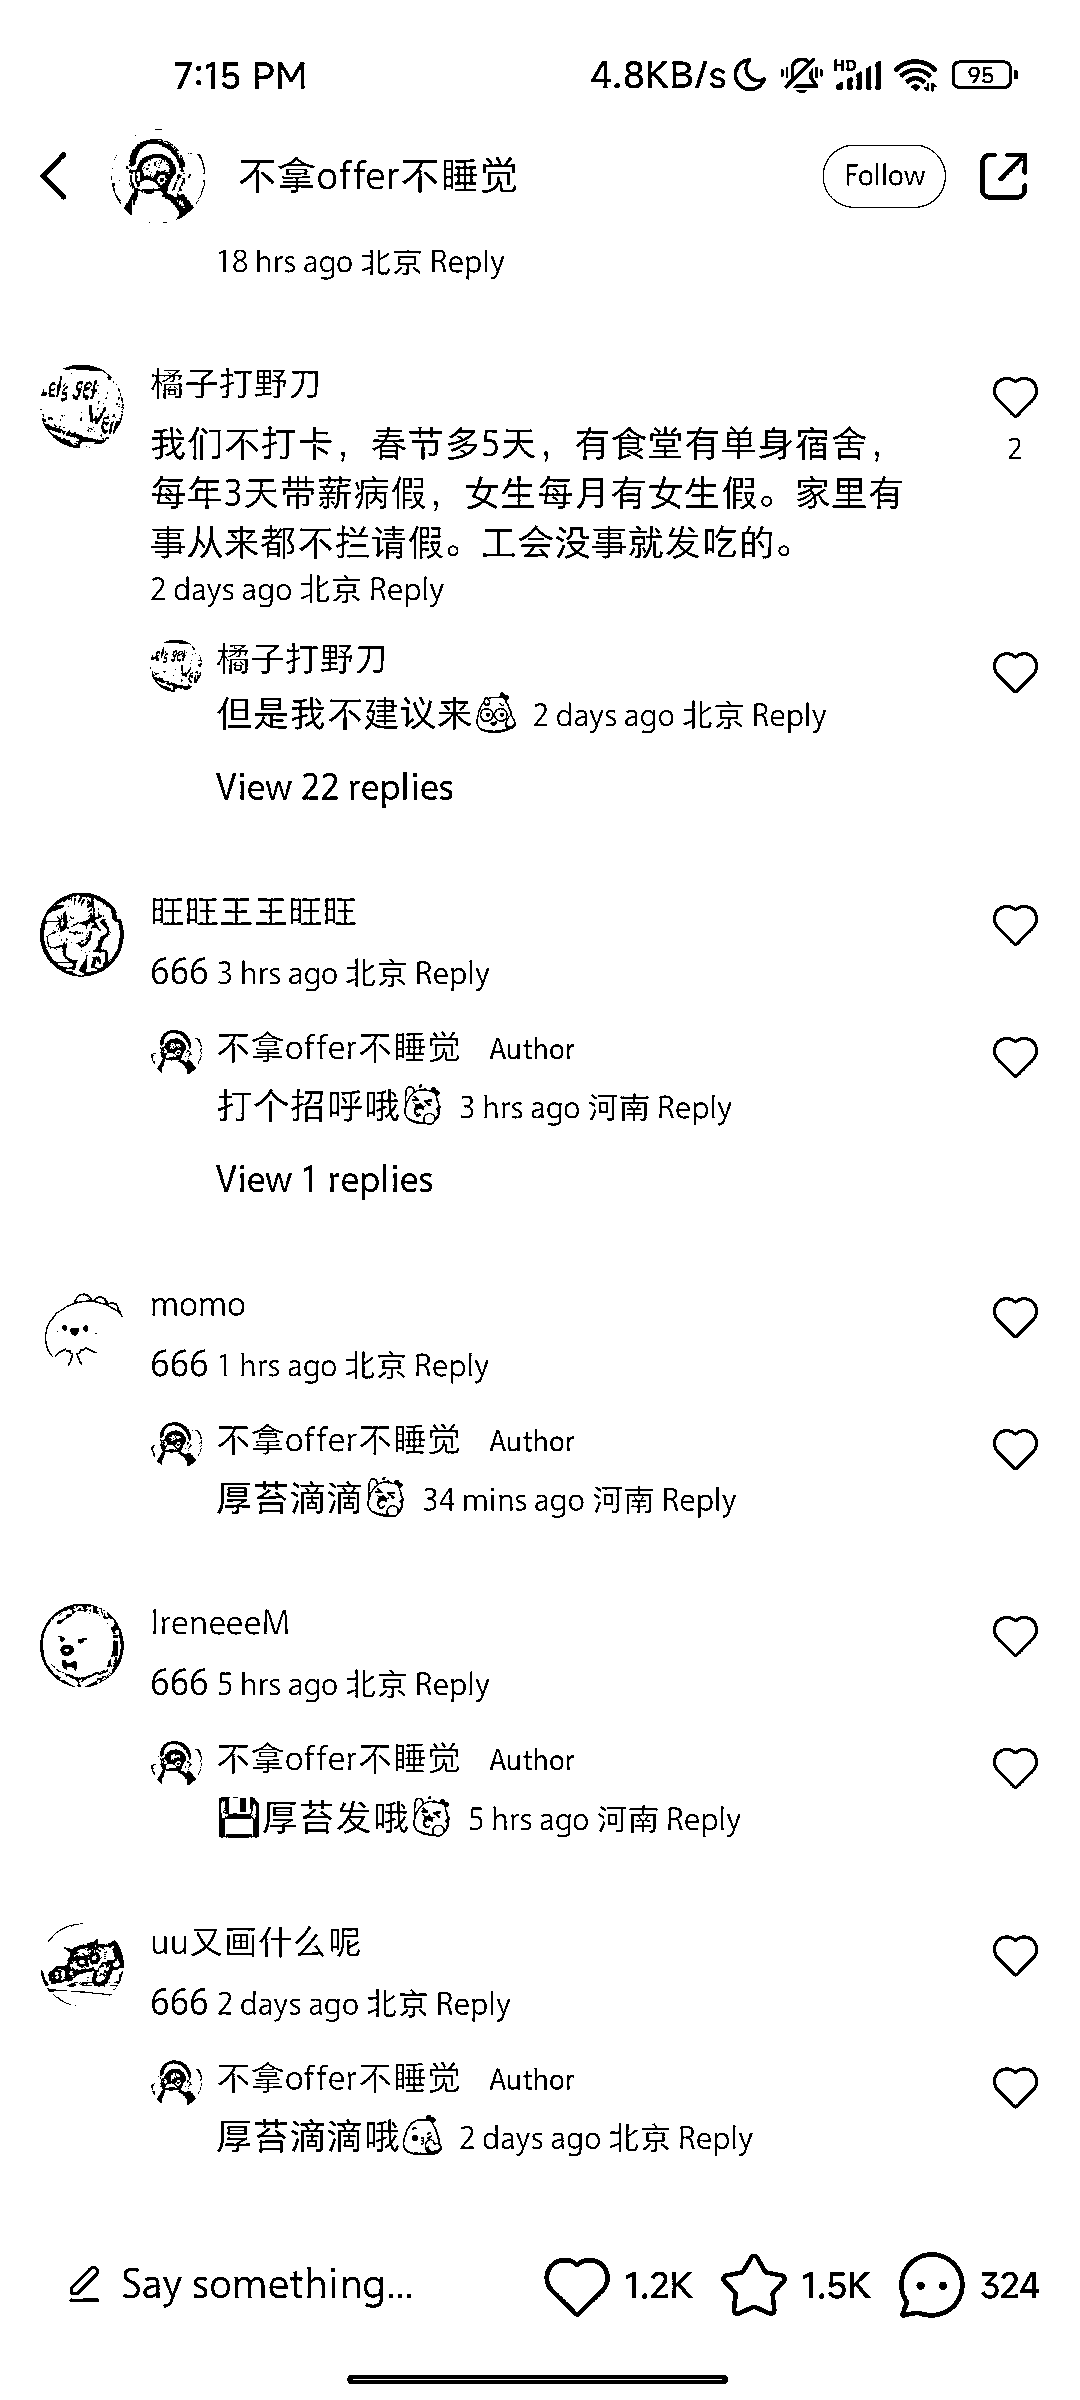 7:15 PM 4.8KB/s HD 95
不拿offer不睡觉 Follow
18 hrs ago 北京 Reply
橘子打野刀
我们不打卡，春节多5天，有食堂有单身宿舍，
2
每年3天带薪病假，女生每月有女生假。家里有
事从来都不拦请假。工会没事就发吃的。
2 days ago 北京 Reply
橘子打野刀
但是我不建议来 2 days ago 北京 Reply
View 22 replies
旺旺王王旺旺
666 3 hrs ago 北京 Reply
不拿offer不睡觉 Author
打个招呼哦 3 hrs ago 河南 Reply
View 1 replies
momo
666 1 hrs ago 北京 Reply
不拿offer不睡觉 Author
厚苔滴滴 34 mins ago 河南 Reply
IreneeeM
666 5 hrs ago 北京 Reply
不拿offer不睡觉 Author
💾厚苔发哦 5 hrs ago 河南 Reply
uu又画什么呢
666 2 days ago 北京 Reply
不拿offer不睡觉 Author
厚苔滴滴哦 2 days ago 北京 Reply
Say something... 1.2K 1.5K 324